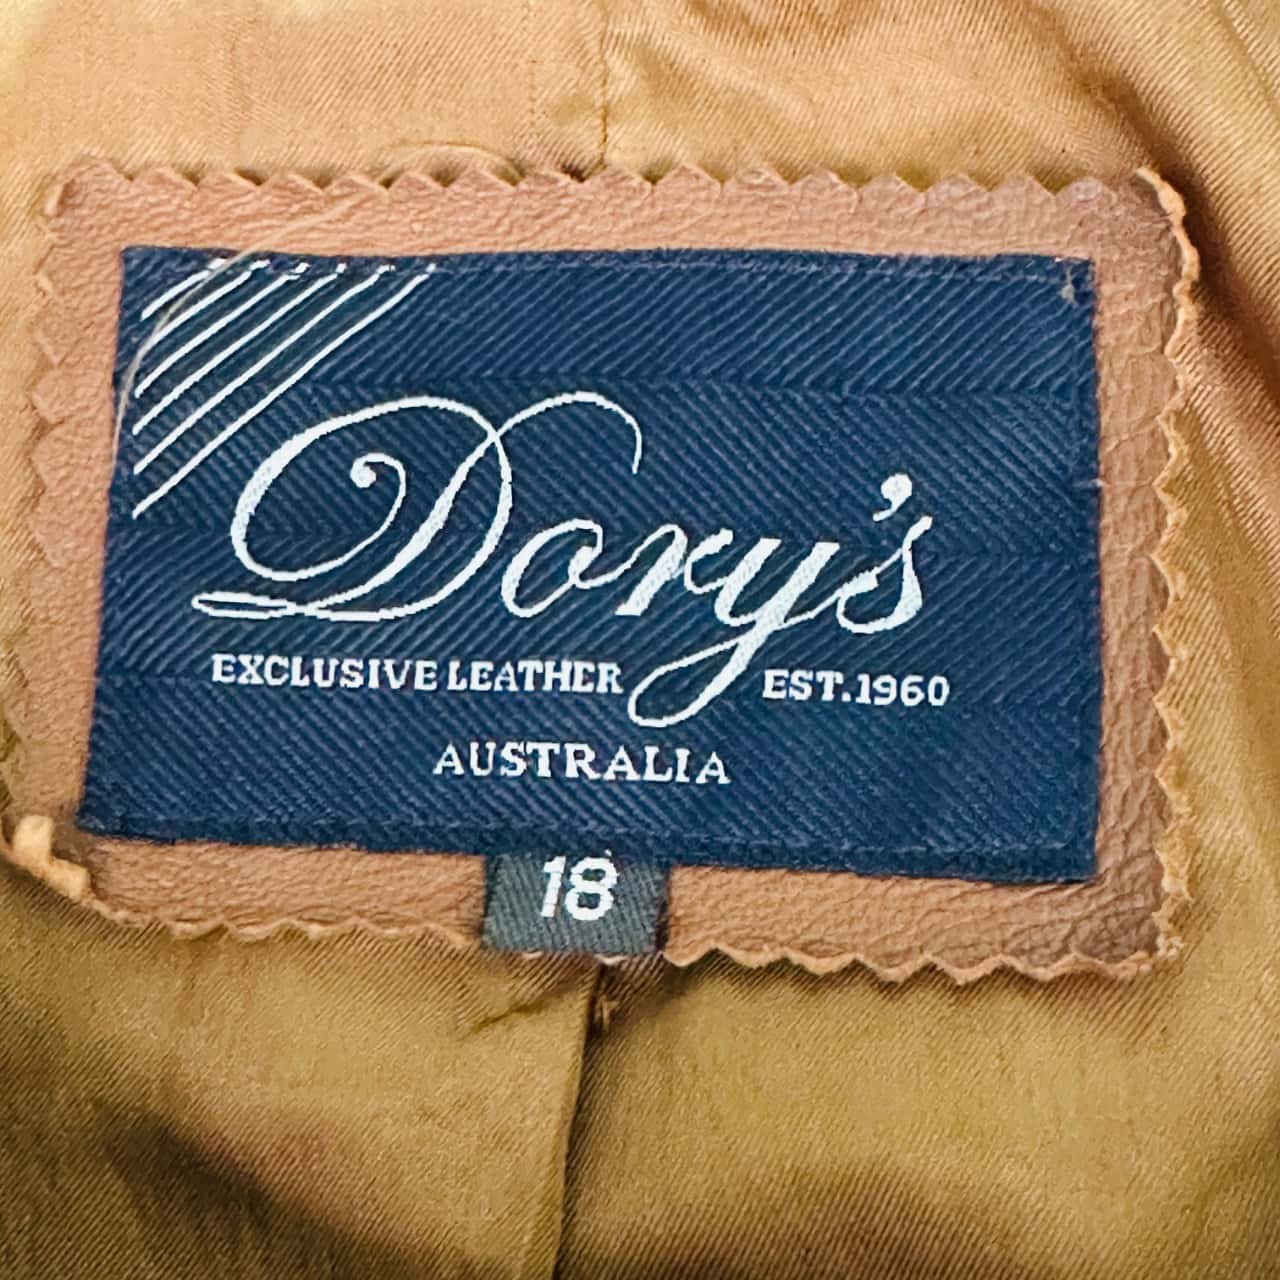 Dory's
EXCLUSIVE LEATHER EST.1960
AUSTRALIA
18